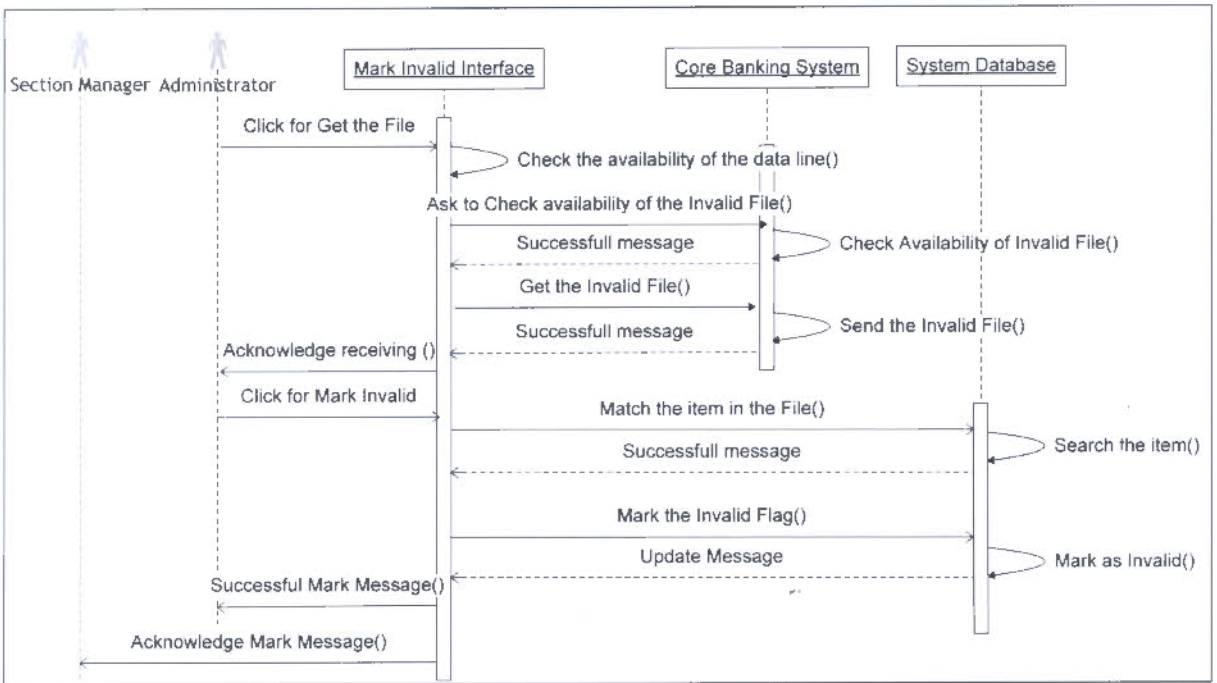 Section Manager
Administrator
Mark Invalid Interface
Core Banking System
System Database
Click for Get the File
Check the availability of the data line()
Ask to Check availability of the Invalid File()
Successfull message
Check Availability of Invalid File()
Get the Invalid File()
Successfull message
Send the Invalid File()
Acknowledge receiving ()
Click for Mark Invalid
Match the item in the File()
Successfull message
Search the item()
Mark the Invalid Flag()
Update Message
Mark as Invalid()
Successful Mark Message()
Acknowledge Mark Message()